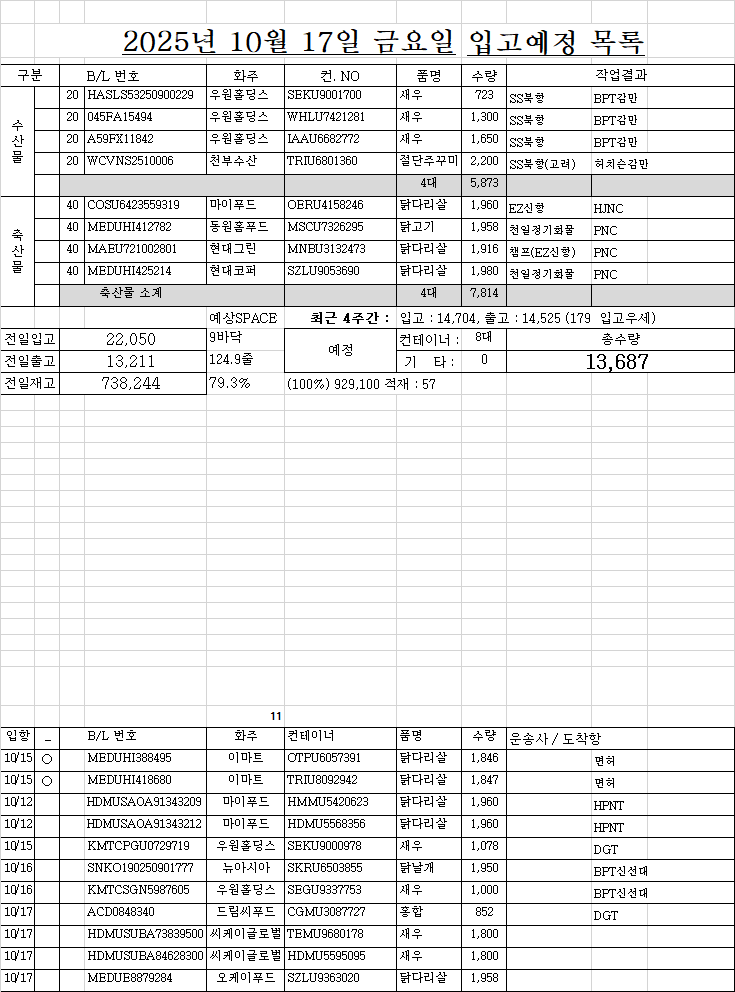 2025년 10월 17일 금요일 입고예정 목록
구분 B/L 번호 화주 컨. NO 품명 수량 작업결과
수산물
20 HASLS53250900229 우원홀딩스 SEKU9001700 새우 723 SS북항 BPT감만
20 045FA15494 우원홀딩스 WHLU7421281 새우 1,300 SS북항 BPT감만
20 A59FX11842 우원홀딩스 IAAU6682772 새우 1,650 SS북항 BPT감만
20 WCVNS2510006 천부수산 TRIU6801360 절단주꾸미 2,200 SS북항(고려) 허치슨감만
4대 5,873
축산물
40 COSU6423559319 마이푸드 OERU4158246 닭다리살 1,960 EZ신항 HJNC
40 MEDUHI412782 동원홈푸드 MSCU7326295 닭고기 1,958 천일정기화물 PNC
40 MAEU721002801 현대그린 MNBU3132473 닭다리살 1,916 챔프(EZ신항) PNC
40 MEDUHI425214 현대코퍼 SZLU9053690 닭다리살 1,980 천일정기화물 PNC
축산물 소계 4대 7,814
예상SPACE 최근 4주간 : 입고 : 14,704, 출고 : 14,525 (179 입고우세)
전일입고 22,050 9바닥 예정 컨테이너 : 8대 총수량
전일출고 13,211 124.9줄 기 타 : 0 13,687
전일재고 738,244 79.3% (100%) 929,100 적재 : 57
11
입항 _ B/L 번호 화주 컨테이너 품명 수량 운송사 / 도착항
10/15 ○ MEDUHI388495 이마트 OTPU6057391 닭다리살 1,846 면허
10/15 ○ MEDUHI418680 이마트 TRIU8092942 닭다리살 1,847 면허
10/12 HDMUSAOA91343209 마이푸드 HMMU5420623 닭다리살 1,960 HPNT
10/12 HDMUSAOA91343212 마이푸드 HDMU5568356 닭다리살 1,960 HPNT
10/15 KMTCPGU0729719 우원홀딩스 SEKU9000978 새우 1,078 DGT
10/16 SNKO190250901777 뉴아시아 SKRU6503855 닭날개 1,950 BPT신선대
10/16 KMTCSGN5987605 우원홀딩스 SEGU9337753 새우 1,000 BPT신선대
10/17 ACD0848340 드림씨푸드 CGMU3087727 홍합 852 DGT
10/17 HDMUSUBA73839500 씨케이글로벌 TEMU9680178 새우 1,800
10/17 HDMUSUBA84628300 씨케이글로벌 HDMU5595095 새우 1,800
10/17 MEDUE8879284 오케이푸드 SZLU9363020 닭다리살 1,958